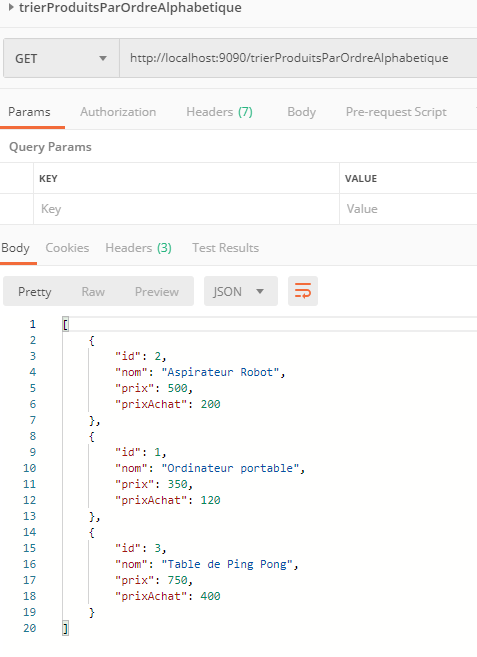 trierProduitsParOrdreAlphabetique
GET http://localhost:9090/trierProduitsParOrdreAlphabetique
Params Authorization Headers (7) Body Pre-request Script
Query Params
KEY VALUE
Key Value
Body Cookies Headers (3) Test Results
Pretty Raw Preview JSON
1 [
2 {
3 "id": 2,
4 "nom": "Aspirateur Robot",
5 "prix": 500,
6 "prixAchat": 200
7 },
8 {
9 "id": 1,
10 "nom": "Ordinateur portable",
11 "prix": 350,
12 "prixAchat": 120
13 },
14 {
15 "id": 3,
16 "nom": "Table de Ping Pong",
17 "prix": 750,
18 "prixAchat": 400
19 }
20 ]